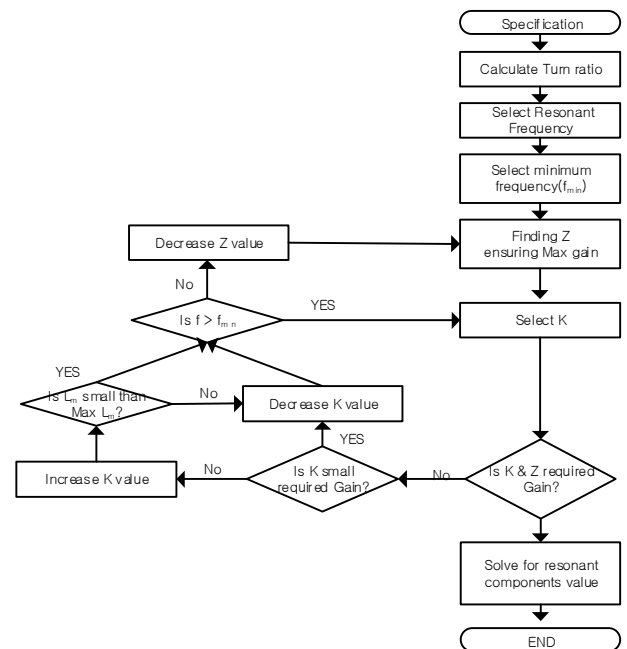 Specification
Calculate Turn ratio
Select Resonant
Frequency
Select minimum
frequency(fmin)
Decrease Z value
Finding Z
ensuring Max gain
No
YES
Is f > fm n
Select K
YES
Is Lm small than
Max Lm?
No
Decrease K value
YES
Increase K value
No
Is K small
required Gain?
No
Is K & Z required
Gain?
Solve for resonant
components value
END